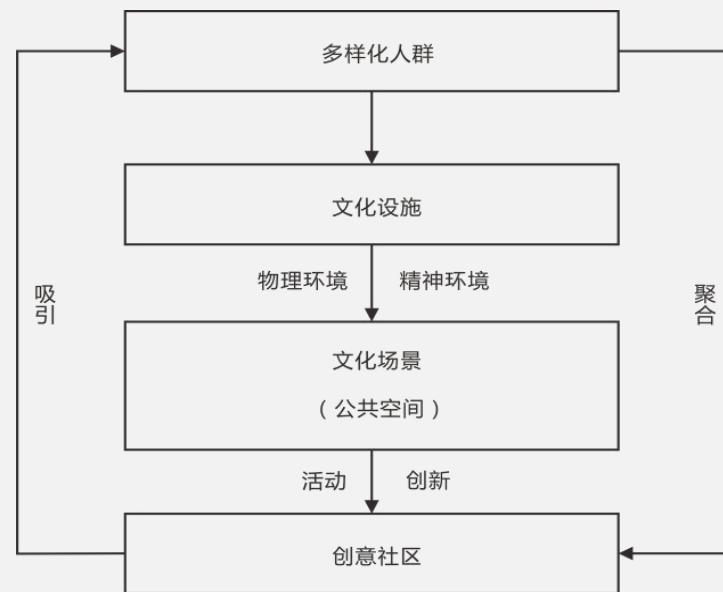 多样化人群
文化设施
物理环境 精神环境
吸引
聚合
文化场景
（公共空间）
活动 创新
创意社区